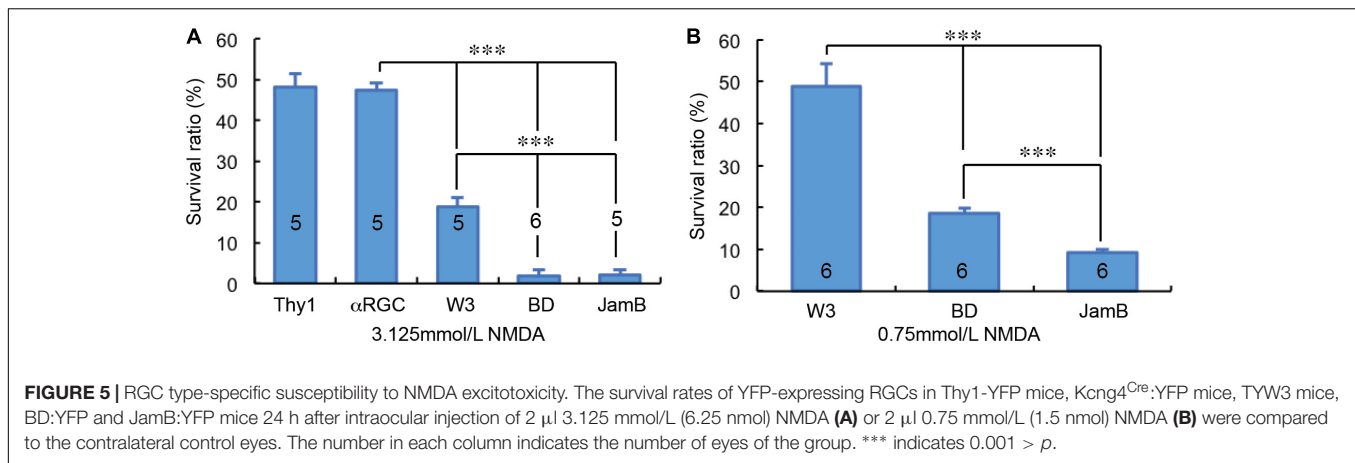 A
60
50
40
30
20
10
0
Survival ratio (%)
***
***
5
5
5
6
5
Thy1 αRGC W3 BD JamB
3.125mmol/L NMDA
B
60
50
40
30
20
10
0
Survival ratio (%)
***
***
6
6
6
W3 BD JamB
0.75mmol/L NMDA
FIGURE 5 | RGC type-specific susceptibility to NMDA excitotoxicity. The survival rates of YFP-expressing RGCs in Thy1-YFP mice, Kcng4Cre:YFP mice, TYW3 mice,
BD:YFP and JamB:YFP mice 24 h after intraocular injection of 2 μl 3.125 mmol/L (6.25 nmol) NMDA (A) or 2 μl 0.75 mmol/L (1.5 nmol) NMDA (B) were compared
to the contralateral control eyes. The number in each column indicates the number of eyes of the group. *** indicates 0.001 > p.